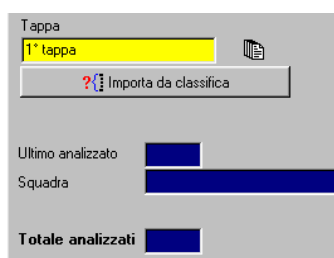 Tappa
1° tappa
?{ Importa da classifica
Ultimo analizzato
Squadra
Totale analizzati